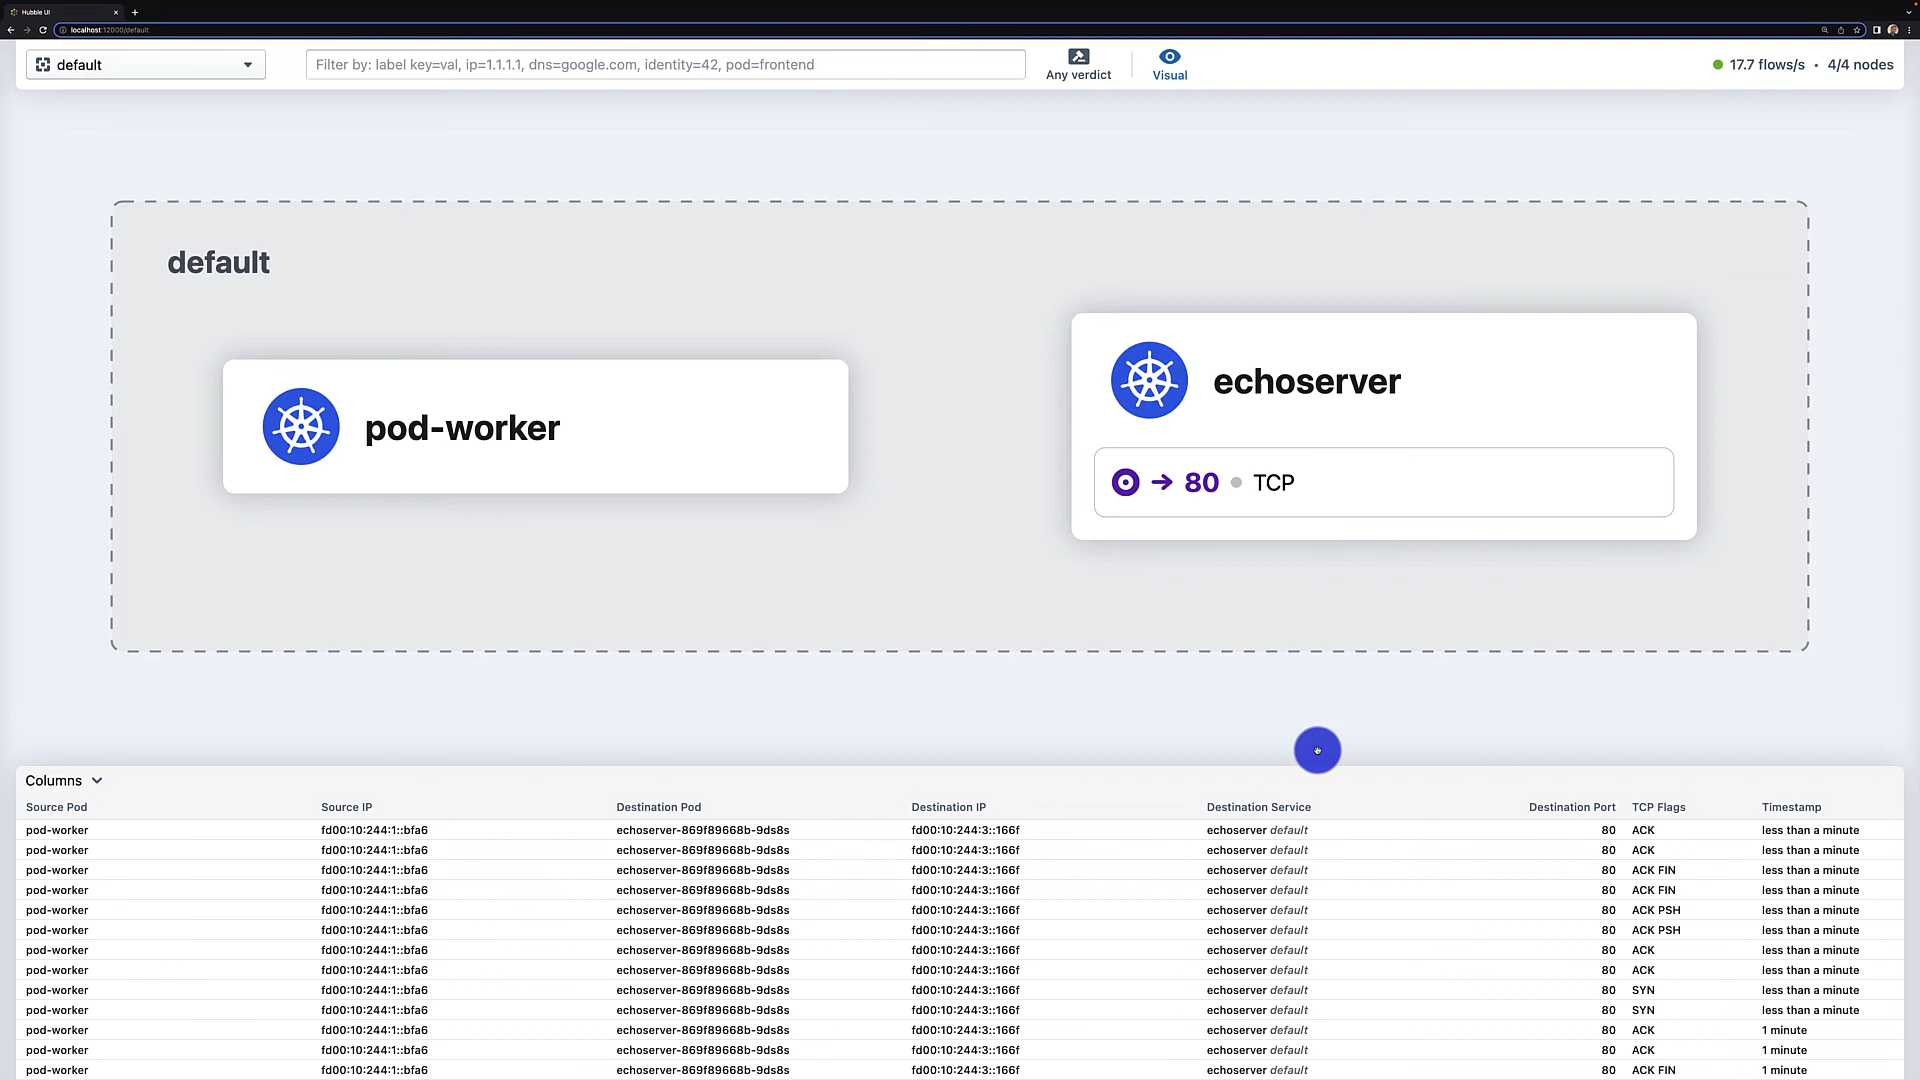 Hubble UI
localhost:12000/default
default
Filter by: label key=val, ip=1.1.1.1, dns=google.com, identity=42, pod=frontend
Any verdict
Visual
17.7 flows/s • 4/4 nodes
default
pod-worker
echoserver
80 TCP
Columns
Source Pod Source IP Destination Pod Destination IP Destination Service Destination Port TCP Flags Timestamp
pod-worker fd00:10:244:1::bfa6 echoserver-869f89668b-9ds8s fd00:10:244:3::166f echoserver default 80 ACK less than a minute
pod-worker fd00:10:244:1::bfa6 echoserver-869f89668b-9ds8s fd00:10:244:3::166f echoserver default 80 ACK less than a minute
pod-worker fd00:10:244:1::bfa6 echoserver-869f89668b-9ds8s fd00:10:244:3::166f echoserver default 80 ACK FIN less than a minute
pod-worker fd00:10:244:1::bfa6 echoserver-869f89668b-9ds8s fd00:10:244:3::166f echoserver default 80 ACK FIN less than a minute
pod-worker fd00:10:244:1::bfa6 echoserver-869f89668b-9ds8s fd00:10:244:3::166f echoserver default 80 ACK PSH less than a minute
pod-worker fd00:10:244:1::bfa6 echoserver-869f89668b-9ds8s fd00:10:244:3::166f echoserver default 80 ACK PSH less than a minute
pod-worker fd00:10:244:1::bfa6 echoserver-869f89668b-9ds8s fd00:10:244:3::166f echoserver default 80 ACK less than a minute
pod-worker fd00:10:244:1::bfa6 echoserver-869f89668b-9ds8s fd00:10:244:3::166f echoserver default 80 ACK less than a minute
pod-worker fd00:10:244:1::bfa6 echoserver-869f89668b-9ds8s fd00:10:244:3::166f echoserver default 80 SYN less than a minute
pod-worker fd00:10:244:1::bfa6 echoserver-869f89668b-9ds8s fd00:10:244:3::166f echoserver default 80 SYN less than a minute
pod-worker fd00:10:244:1::bfa6 echoserver-869f89668b-9ds8s fd00:10:244:3::166f echoserver default 80 ACK 1 minute
pod-worker fd00:10:244:1::bfa6 echoserver-869f89668b-9ds8s fd00:10:244:3::166f echoserver default 80 ACK 1 minute
pod-worker fd00:10:244:1::bfa6 echoserver-869f89668b-9ds8s fd00:10:244:3::166f echoserver default 80 ACK FIN 1 minute